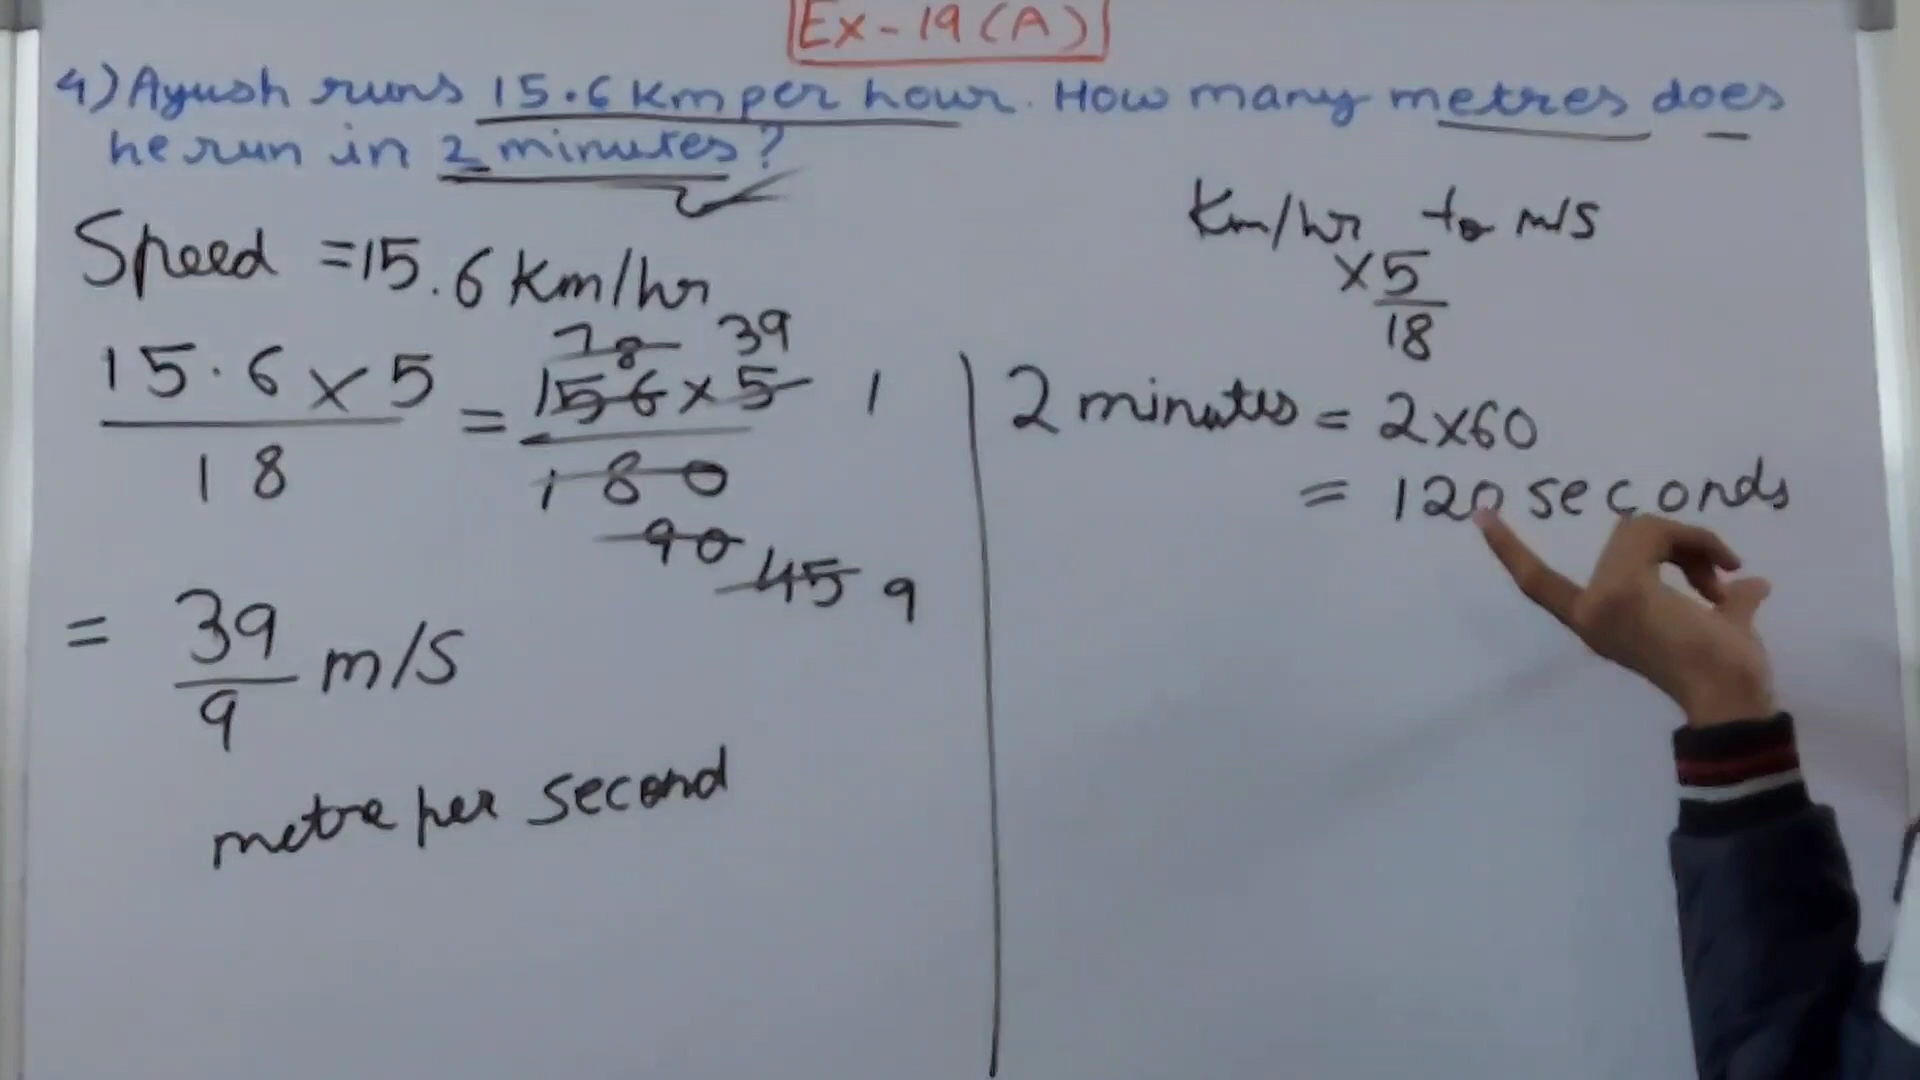 Ex-19(A)
4) Ayush runs 15.6 Km per hour. How many metres does
he run in 2 minutes?
Speed = 15.6 Km/hr
15.6 x 5 / 18 = 156 x 5 / 180
78 39 1
90 45 9
= 39/9 m/s
metre per second
Km/hr to m/s
x 5/18
2 minutes = 2x60
= 120 seconds